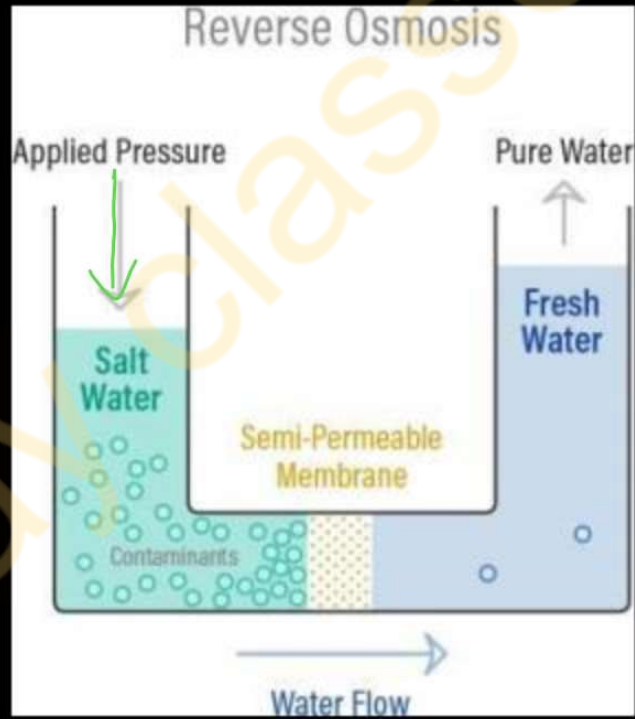 Reverse Osmosis
Applied Pressure
Pure Water
Salt
Water
Fresh
Water
Semi-Permeable
Membrane
Contaminants
Water Flow